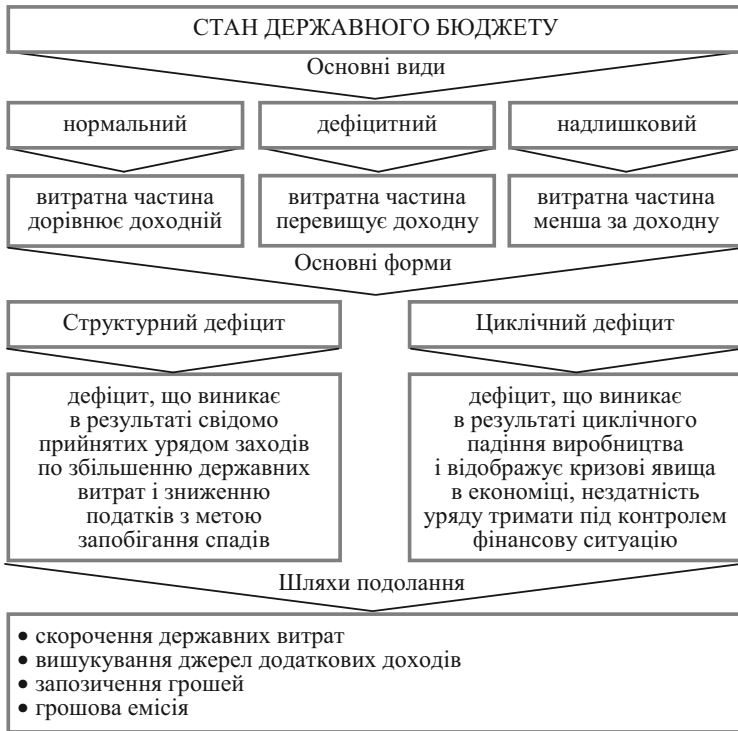 СТАН ДЕРЖАВНОГО БЮДЖЕТУ
Основні види
нормальний
дефіцитний
надлишковий
витратна частина
дорівнює доходній
витратна частина
перевищує доходну
витратна частина
менша за доходну
Основні форми
Структурний дефіцит
Циклічний дефіцит
дефіцит, що виникає
в результаті свідомо
прийнятих урядом заходів
по збільшенню державних
витрат і зниженню
податків з метою
запобігання спадів
дефіцит, що виникає
в результаті циклічного
падіння виробництва
і відображує кризові явища
в економіці, нездатність
уряду тримати під контролем
фінансову ситуацію
Шляхи подолання
• скорочення державних витрат
• вишукування джерел додаткових доходів
• запозичення грошей
• грошова емісія